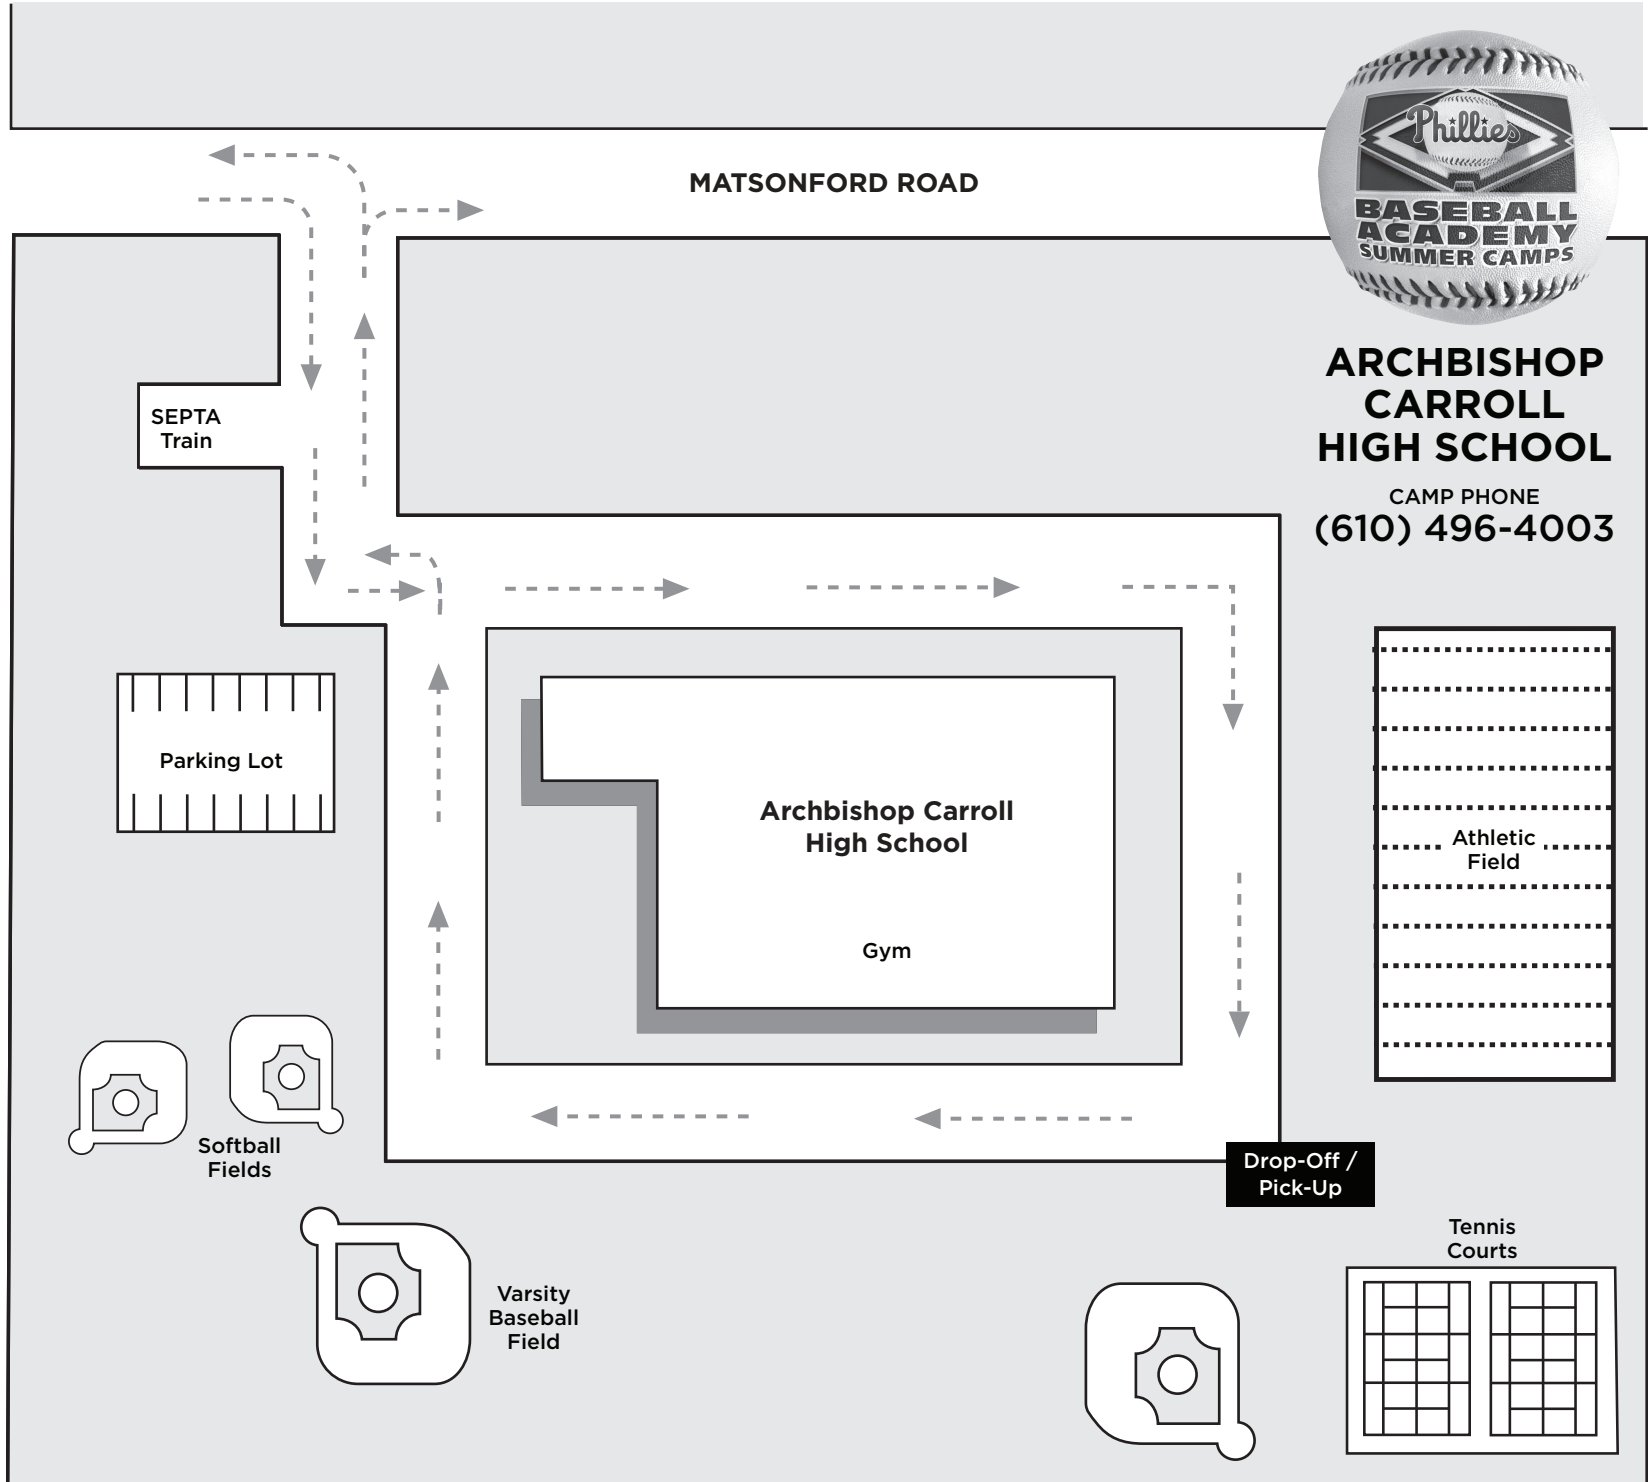 MATSONFORD ROAD
Phillies
BASEBALL
ACADEMY
SUMMER CAMPS
ARCHBISHOP
CARROLL
HIGH SCHOOL
CAMP PHONE
(610) 496-4003
SEPTA
Train
Parking Lot
Archbishop Carroll
High School
Gym
Athletic
Field
Softball
Fields
Drop-Off /
Pick-Up
Varsity
Baseball
Field
Tennis
Courts